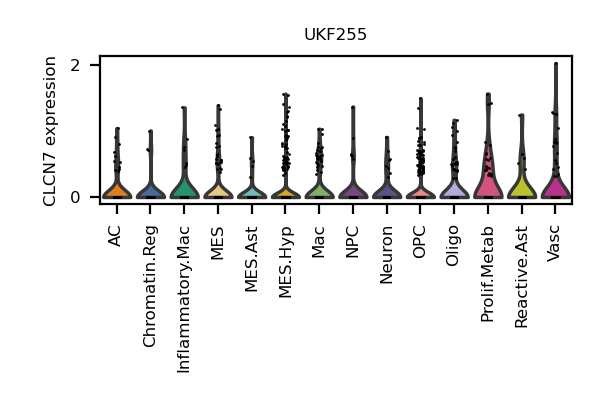 UKF255
CLCN7 expression
2
0
AC
Chromatin.Reg
Inflammatory.Mac
MES
MES.Ast
MES.Hyp
Mac
NPC
Neuron
OPC
Oligo
Prolif.Metab
Reactive.Ast
Vasc